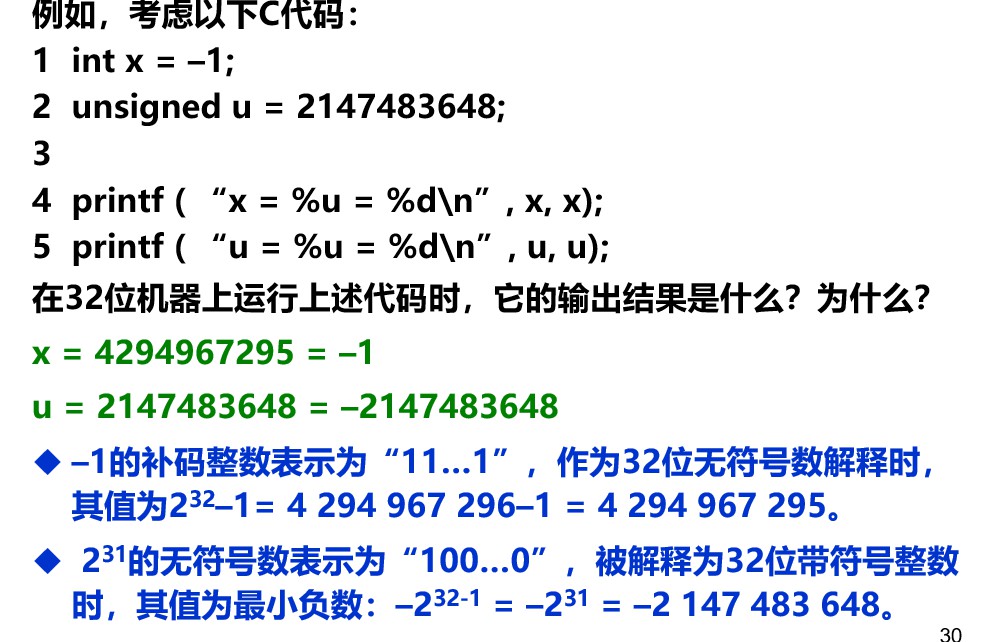 例如，考虑以下C代码：
1 int x = –1;
2 unsigned u = 2147483648;
3
4 printf ( “x = %u = %d\n”, x, x);
5 printf ( “u = %u = %d\n”, u, u);
在32位机器上运行上述代码时，它的输出结果是什么？为什么？
x = 4294967295 = –1
u = 2147483648 = –2147483648
◆ –1的补码整数表示为“11…1”，作为32位无符号数解释时，
其值为2³²–1= 4 294 967 296–1 = 4 294 967 295。
◆ 2³¹的无符号数表示为“100…0”，被解释为32位带符号整数
时，其值为最小负数：–2³²⁻¹ = –2³¹ = –2 147 483 648。
30